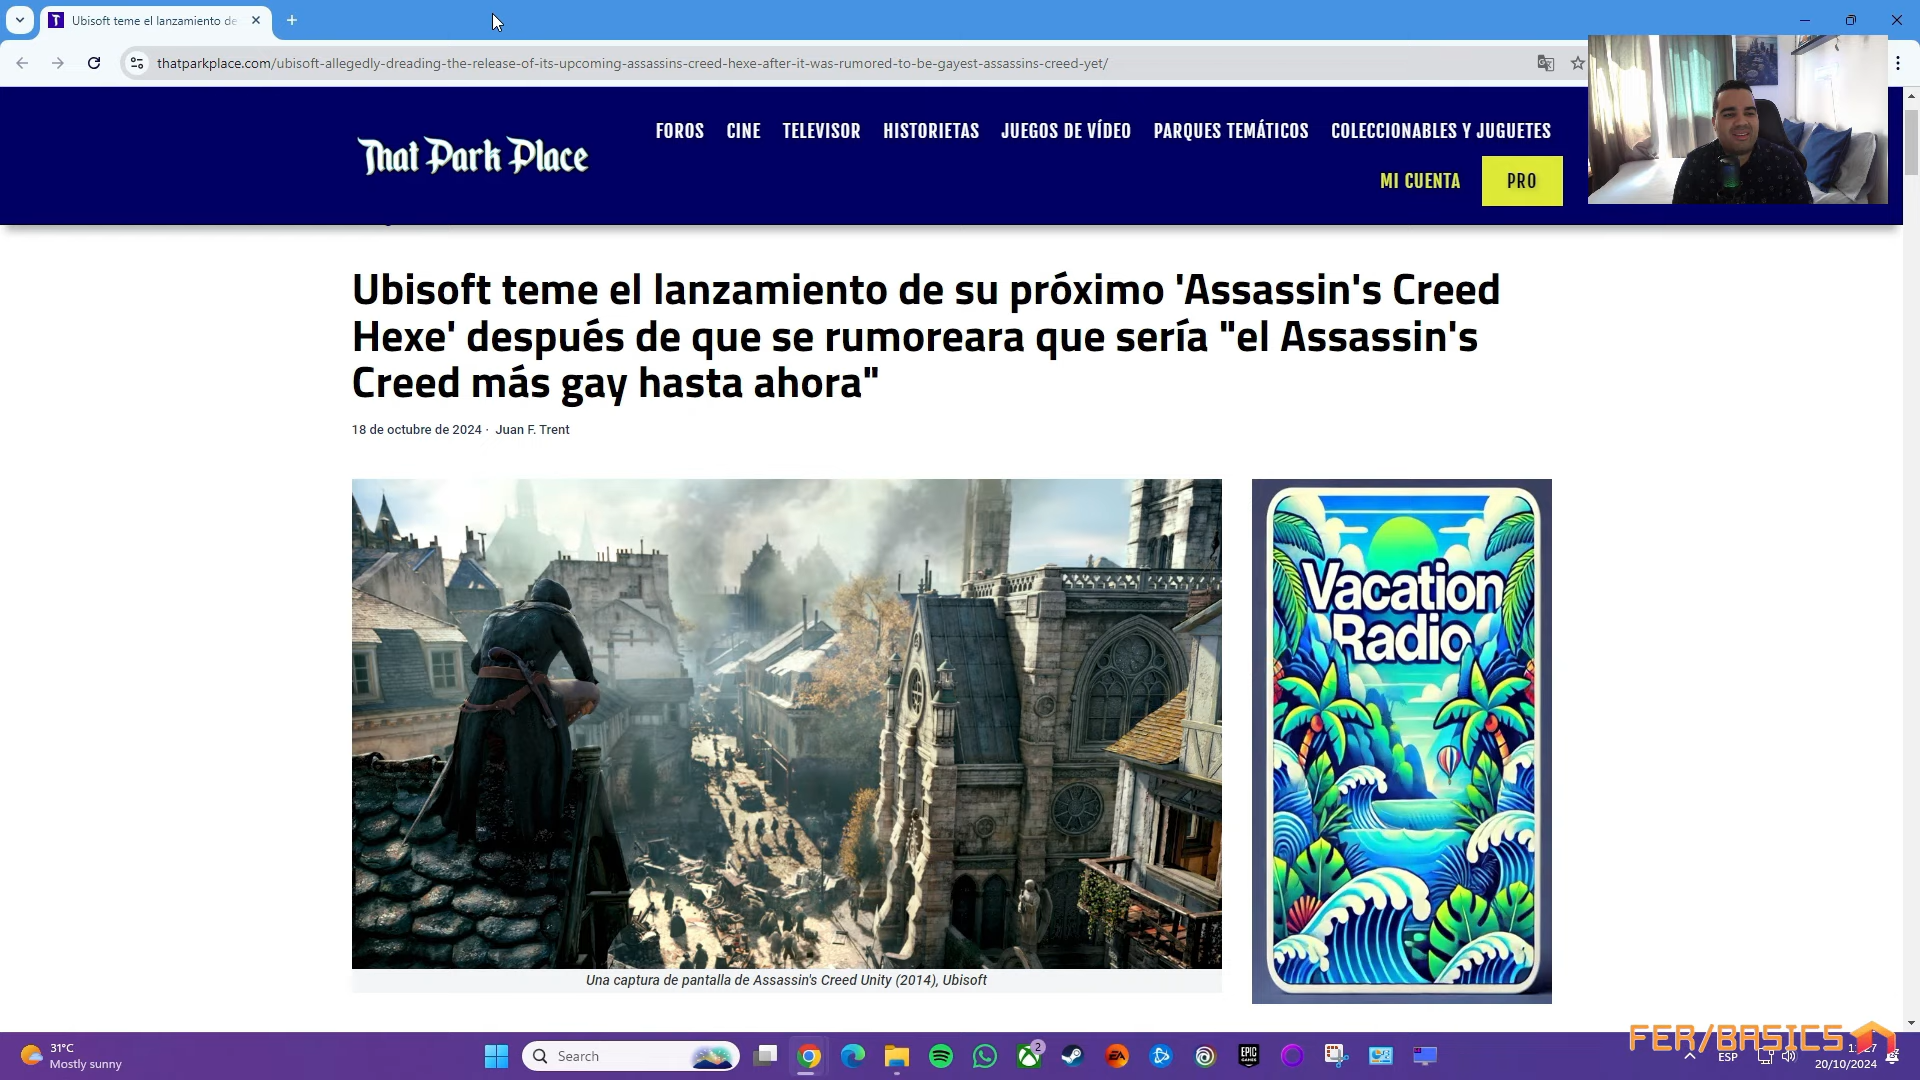 Ubisoft teme el lanzamiento de
thatparkplace.com/ubisoft-allegedly-dreading-the-release-of-its-upcoming-assassins-creed-hexe-after-it-was-rumored-to-be-gayest-assassins-creed-yet/
That Park Place
FOROS CINE TELEVISOR HISTORIETAS JUEGOS DE VÍDEO PARQUES TEMÁTICOS COLECCIONABLES Y JUGUETES
MI CUENTA PRO
Ubisoft teme el lanzamiento de su próximo 'Assassin's Creed
Hexe' después de que se rumoreara que sería "el Assassin's
Creed más gay hasta ahora"
18 de octubre de 2024 · Juan F. Trent
Vacation
Radio
Una captura de pantalla de Assassin's Creed Unity (2014), Ubisoft
FER/BASICS
31°C
Mostly sunny
Search
2
EA
EPIC
GAMES
ESP
20/10/2024